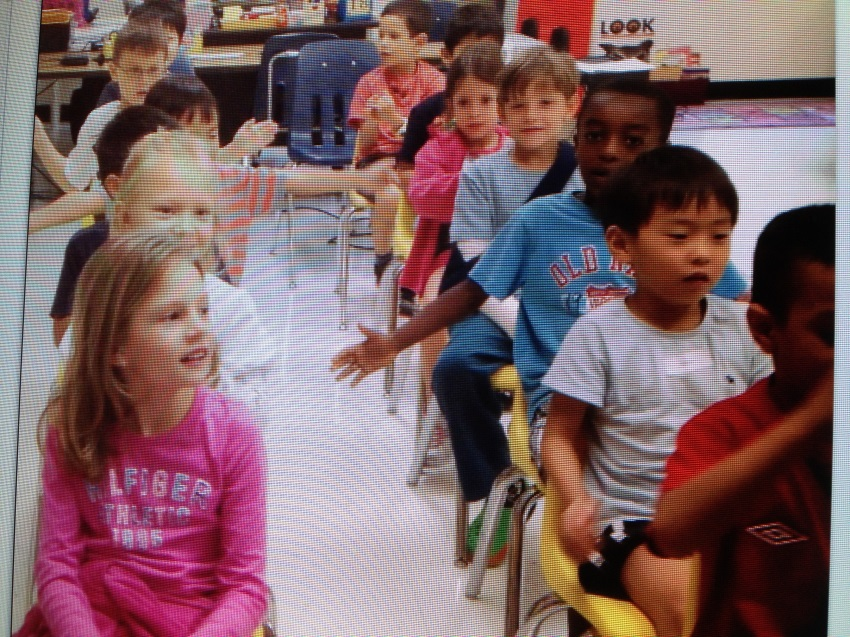 LOOK
OLD
HILFIGER
ATHLETIC
1985